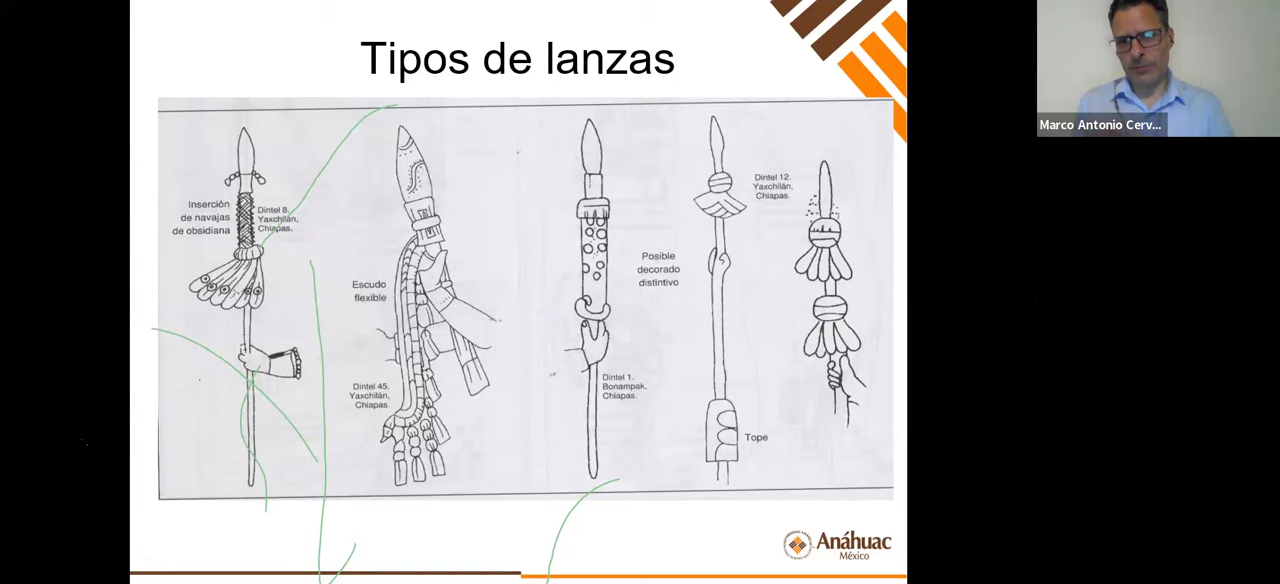 Tipos de lanzas
Marco Antonio Cerv...
Inserción
de navajas
de obsidiana
Dintel 8.
Yaxchilán,
Chiapas.
Escudo
flexible
Dintel 45.
Yaxchilán,
Chiapas.
Dintel 1.
Bonampak,
Chiapas.
Posible
decorado
distintivo
Dintel 12.
Yaxchilán,
Chiapas.
Tope
Anáhuac
México